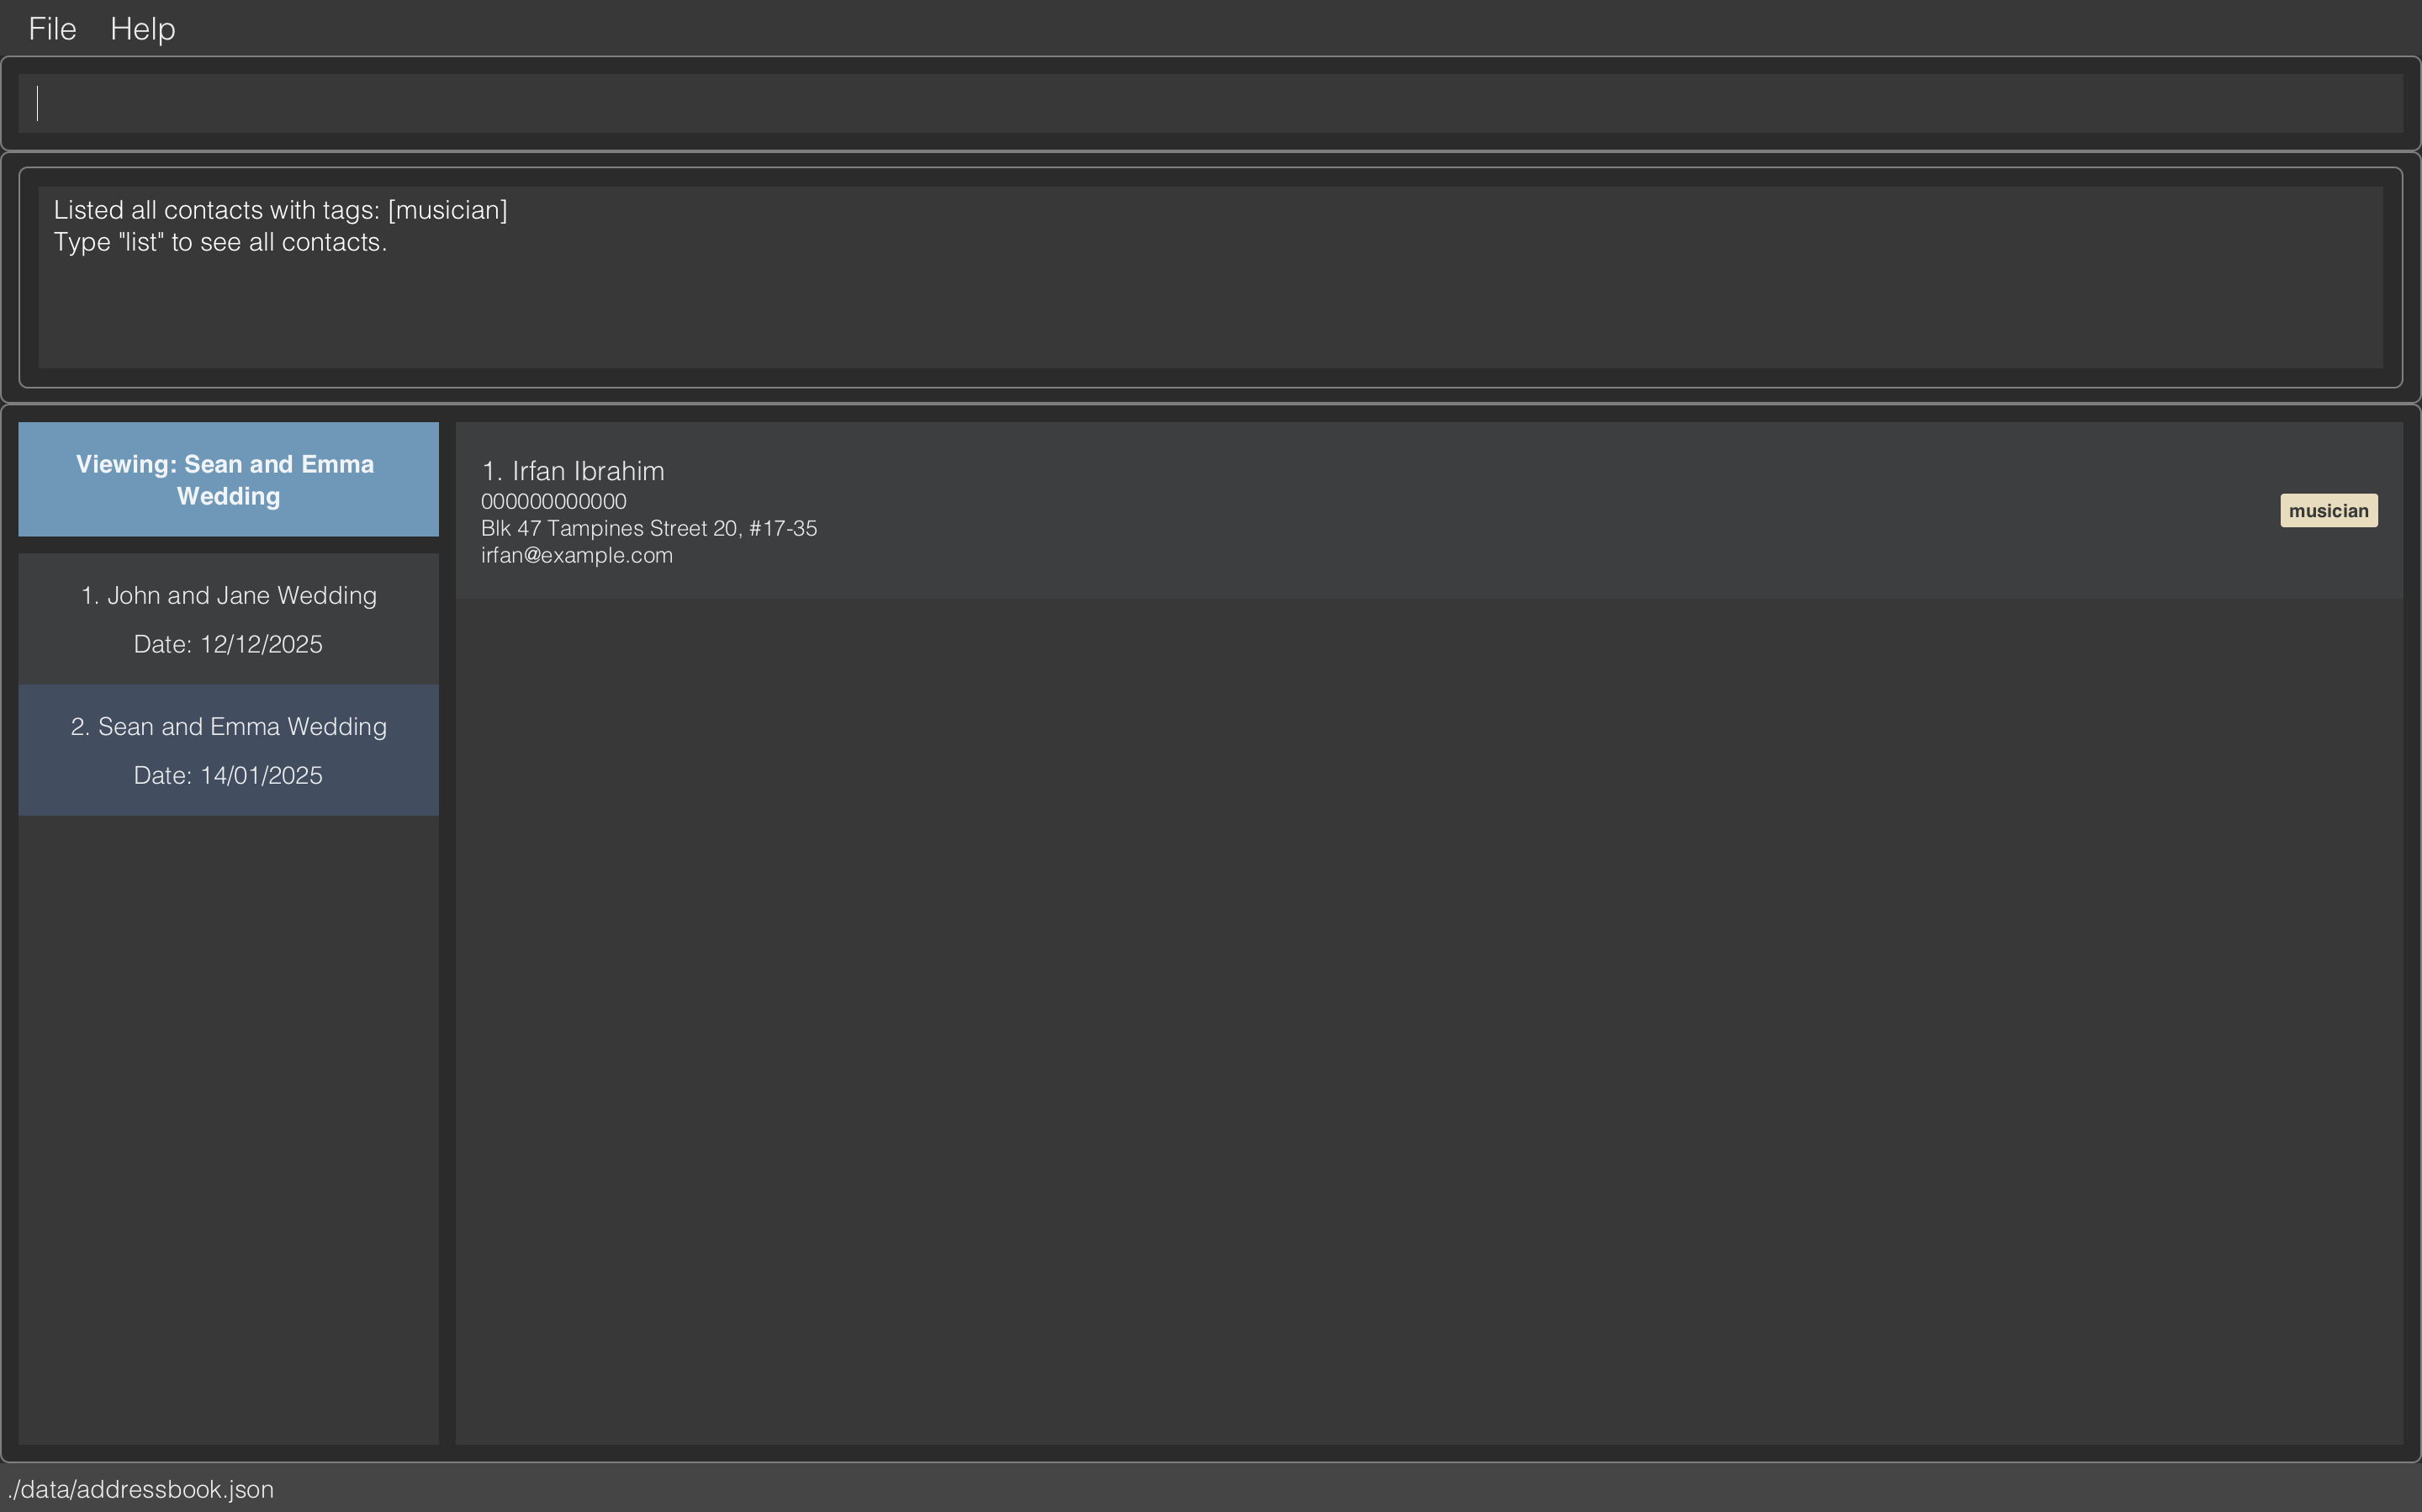 File Help
Listed all contacts with tags: [musician]
Type "list" to see all contacts.
Viewing: Sean and Emma
Wedding
1. John and Jane Wedding
Date: 12/12/2025
2. Sean and Emma Wedding
Date: 14/01/2025
1. Irfan Ibrahim
000000000000
Blk 47 Tampines Street 20, #17-35
irfan@example.com
musician
./data/addressbook.json